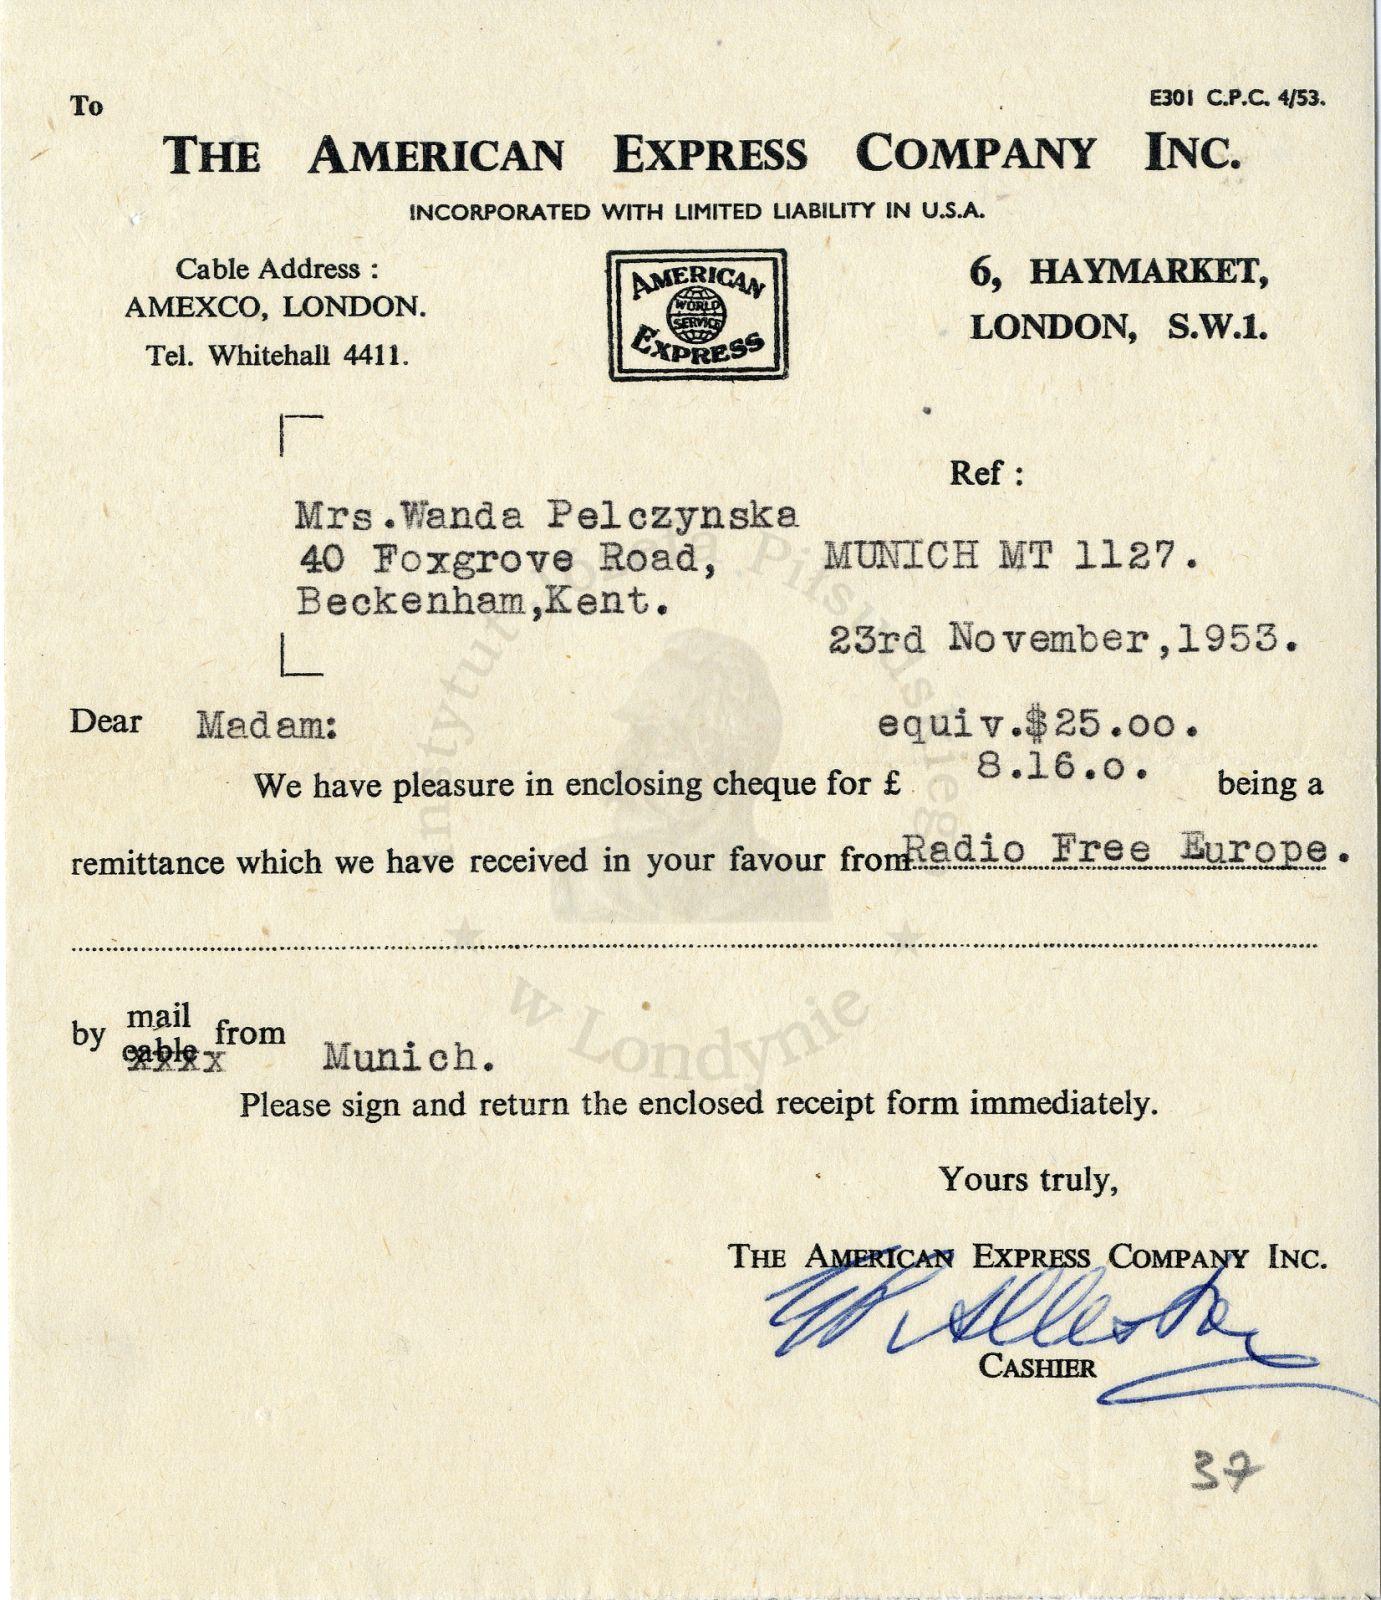 To
E301 C.P.C. 4/53.
THE AMERICAN EXPRESS COMPANY INC.
INCORPORATED WITH LIMITED LIABILITY IN U.S.A.
Cable Address :
AMEXCO, LONDON.
Tel. Whitehall 4411.
AMERICAN
WORLD
SERVICE
EXPRESS
6, HAYMARKET,
LONDON, S.W.1.
Ref :
Mrs.Wanda Pelczynska
40 Foxgrove Road,
Beckenham,Kent.
MUNICH MT 1127.
23rd November,1953.
Dear Madam:
equiv.$25.oo.
We have pleasure in enclosing cheque for £ 8.16.o. being a
remittance which we have received in your favour from Radio Free Europe.
by mail
cable xxxx from Munich.
Please sign and return the enclosed receipt form immediately.
Yours truly,
THE AMERICAN EXPRESS COMPANY INC.
CASHIER
37
Instytut Józefa Piłsudskiego
w Londynie